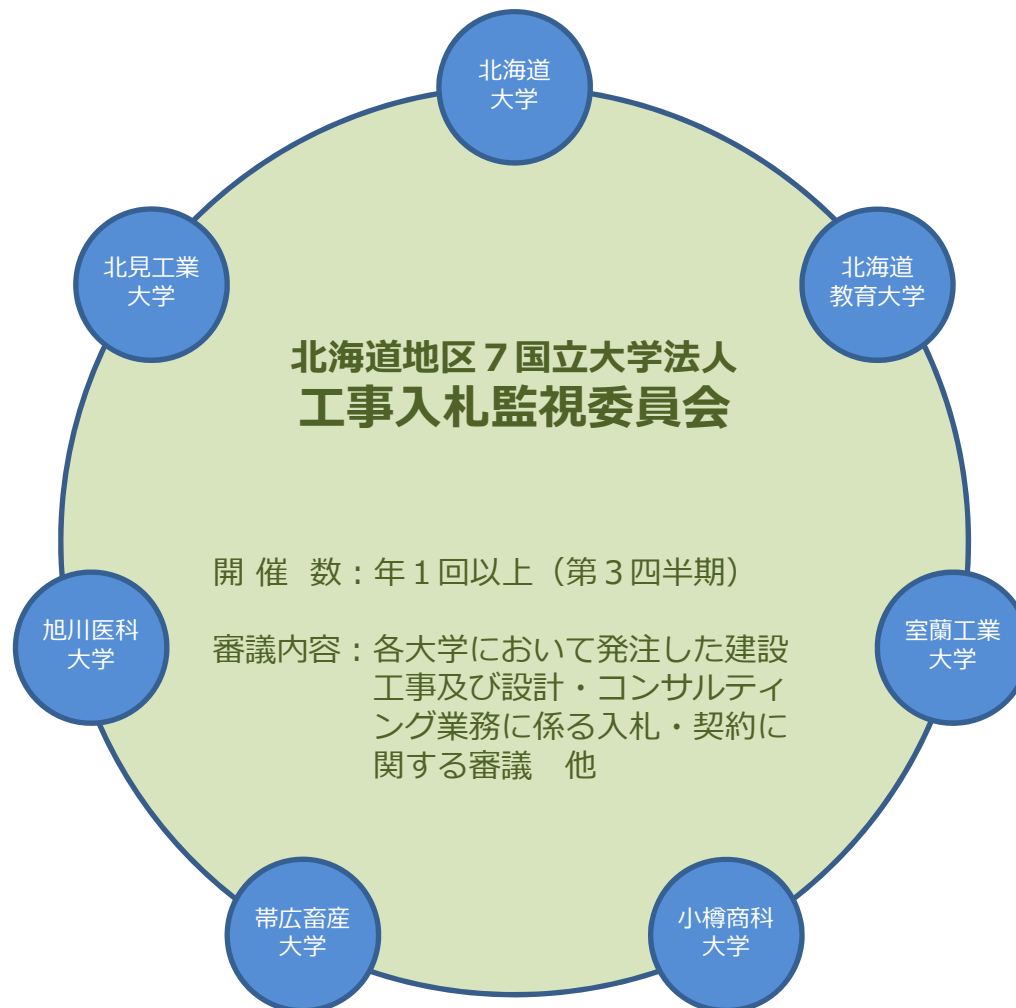 北海道
大学
北見工業
大学
北海道
教育大学
北海道地区７国立大学法人
工事入札監視委員会
開 催 数：年１回以上（第３四半期）
審議内容：各大学において発注した建設
工事及び設計・コンサルティ
ング業務に係る入札・契約に
関する審議　他
旭川医科
大学
室蘭工業
大学
帯広畜産
大学
小樽商科
大学